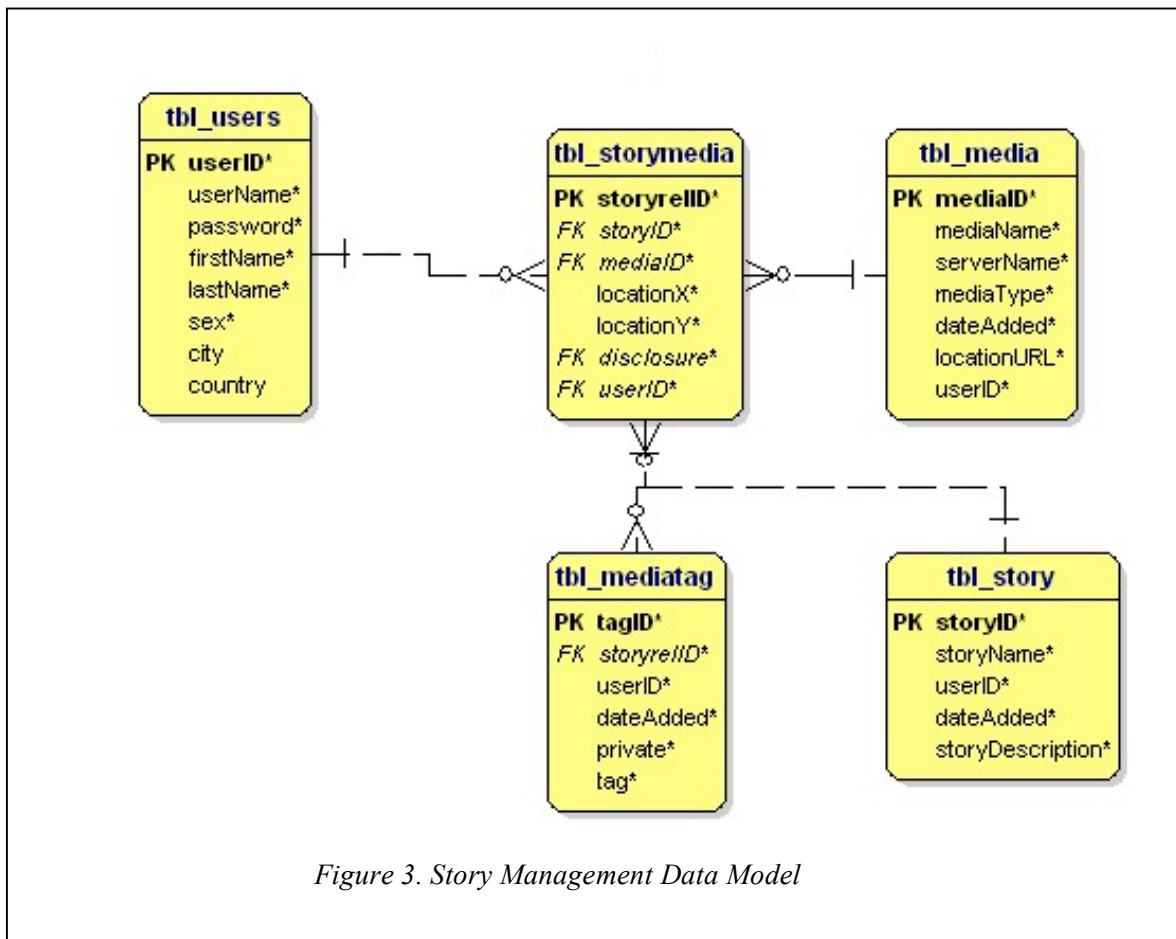 tbl_users
PK userID*
userName*
password*
firstName*
lastName*
sex*
city
country
tbl_storymedia
PK storyrelID*
FK storyID*
FK mediaID*
locationX*
locationY*
FK disclosure*
FK userID*
tbl_media
PK mediaID*
mediaName*
serverName*
mediaType*
dateAdded*
locationURL*
userID*
tbl_mediatag
PK tagID*
FK storyrelID*
userID*
dateAdded*
private*
tag*
tbl_story
PK storyID*
storyName*
userID*
dateAdded*
storyDescription*
Figure 3. Story Management Data Model